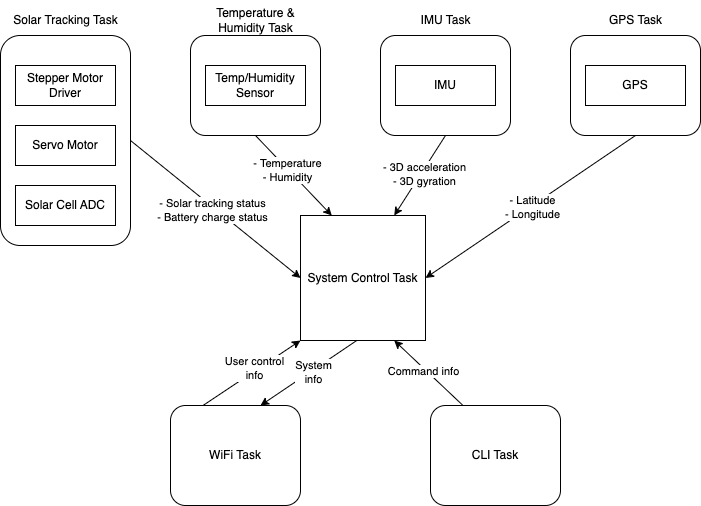 Solar Tracking Task
Temperature &
Humidity Task
IMU Task
GPS Task
Stepper Motor
Driver
Servo Motor
Solar Cell ADC
Temp/Humidity
Sensor
IMU
GPS
- Temperature
- Humidity
- 3D acceleration
- 3D gyration
- Solar tracking status
- Battery charge status
- Latitude
- Longitude
System Control Task
User control
info
System
info
Command info
WiFi Task
CLI Task